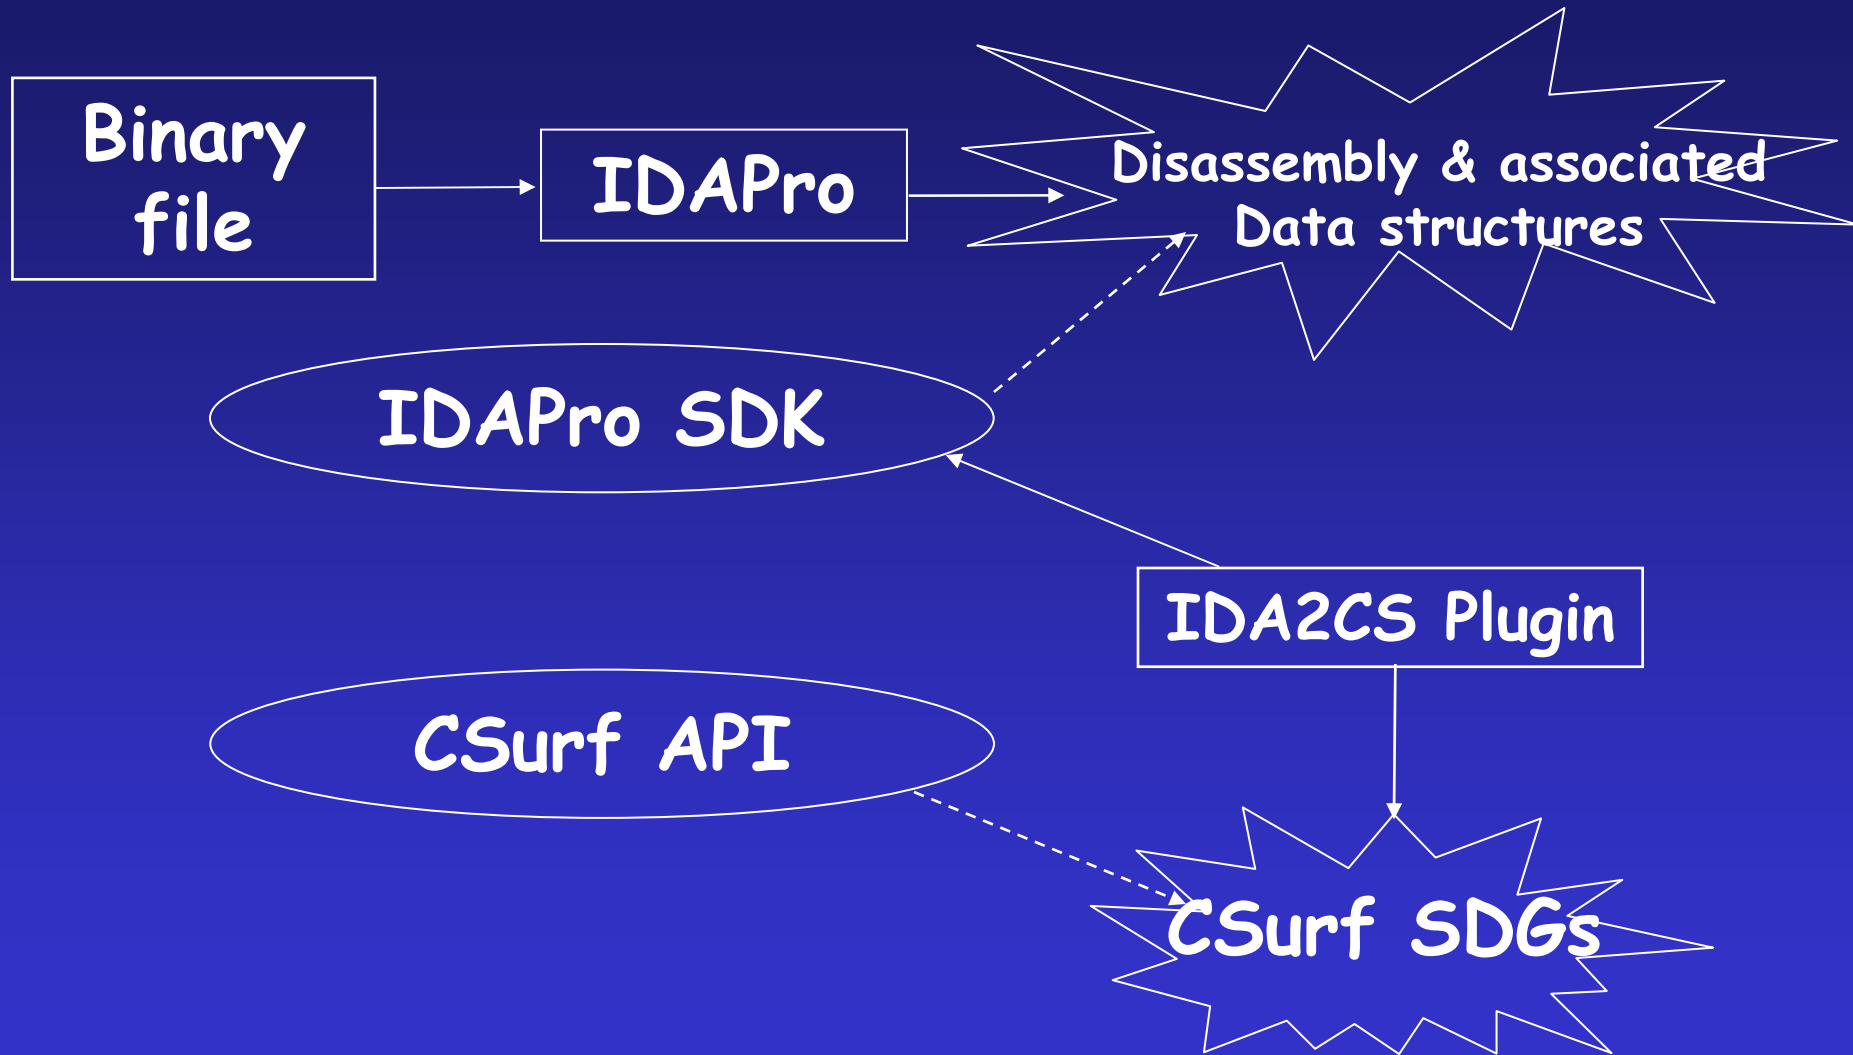 Binary
file
IDAPro
Disassembly & associated
Data structures
IDAPro SDK
IDA2CS Plugin
CSurf API
CSurf SDGs